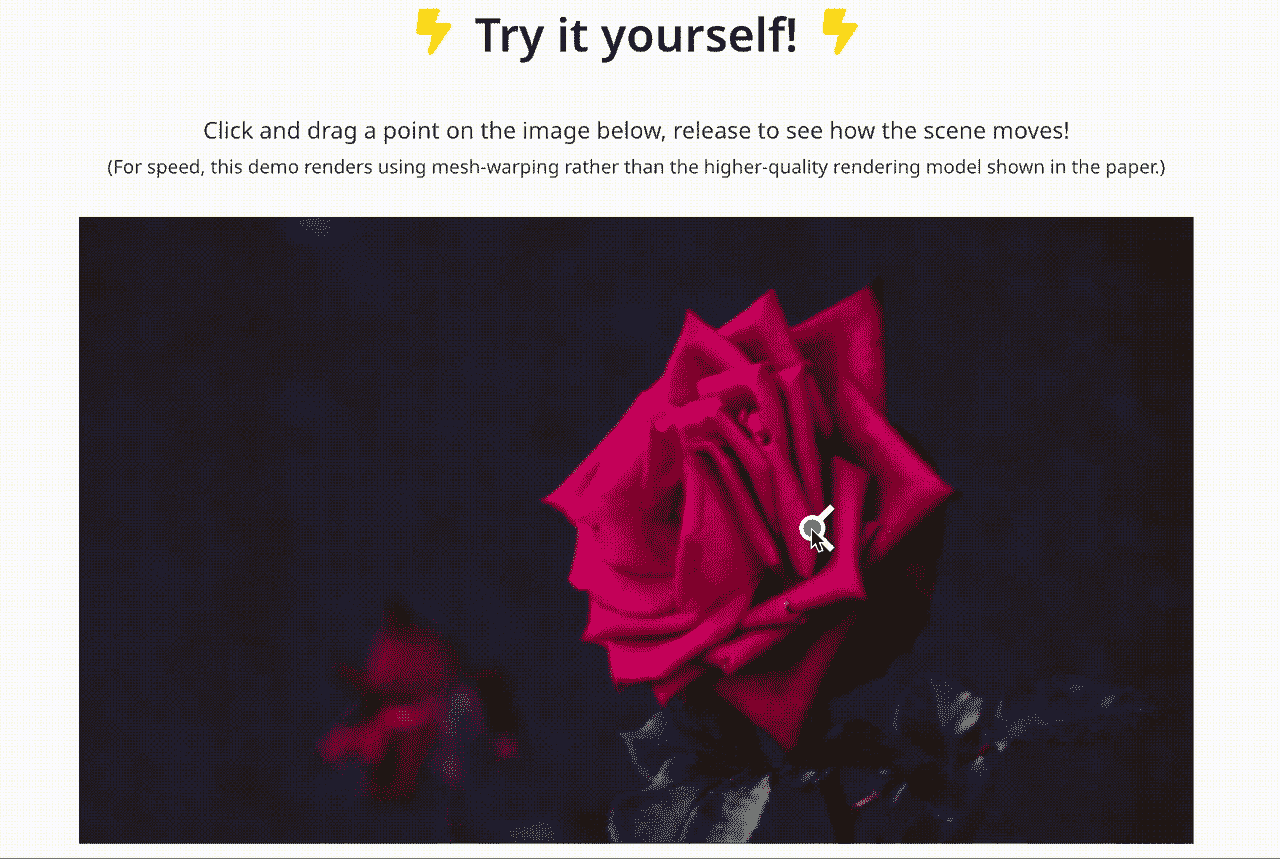 ⚡ Try it yourself! ⚡
Click and drag a point on the image below, release to see how the scene moves!
(For speed, this demo renders using mesh-warping rather than the higher-quality rendering model shown in the paper.)